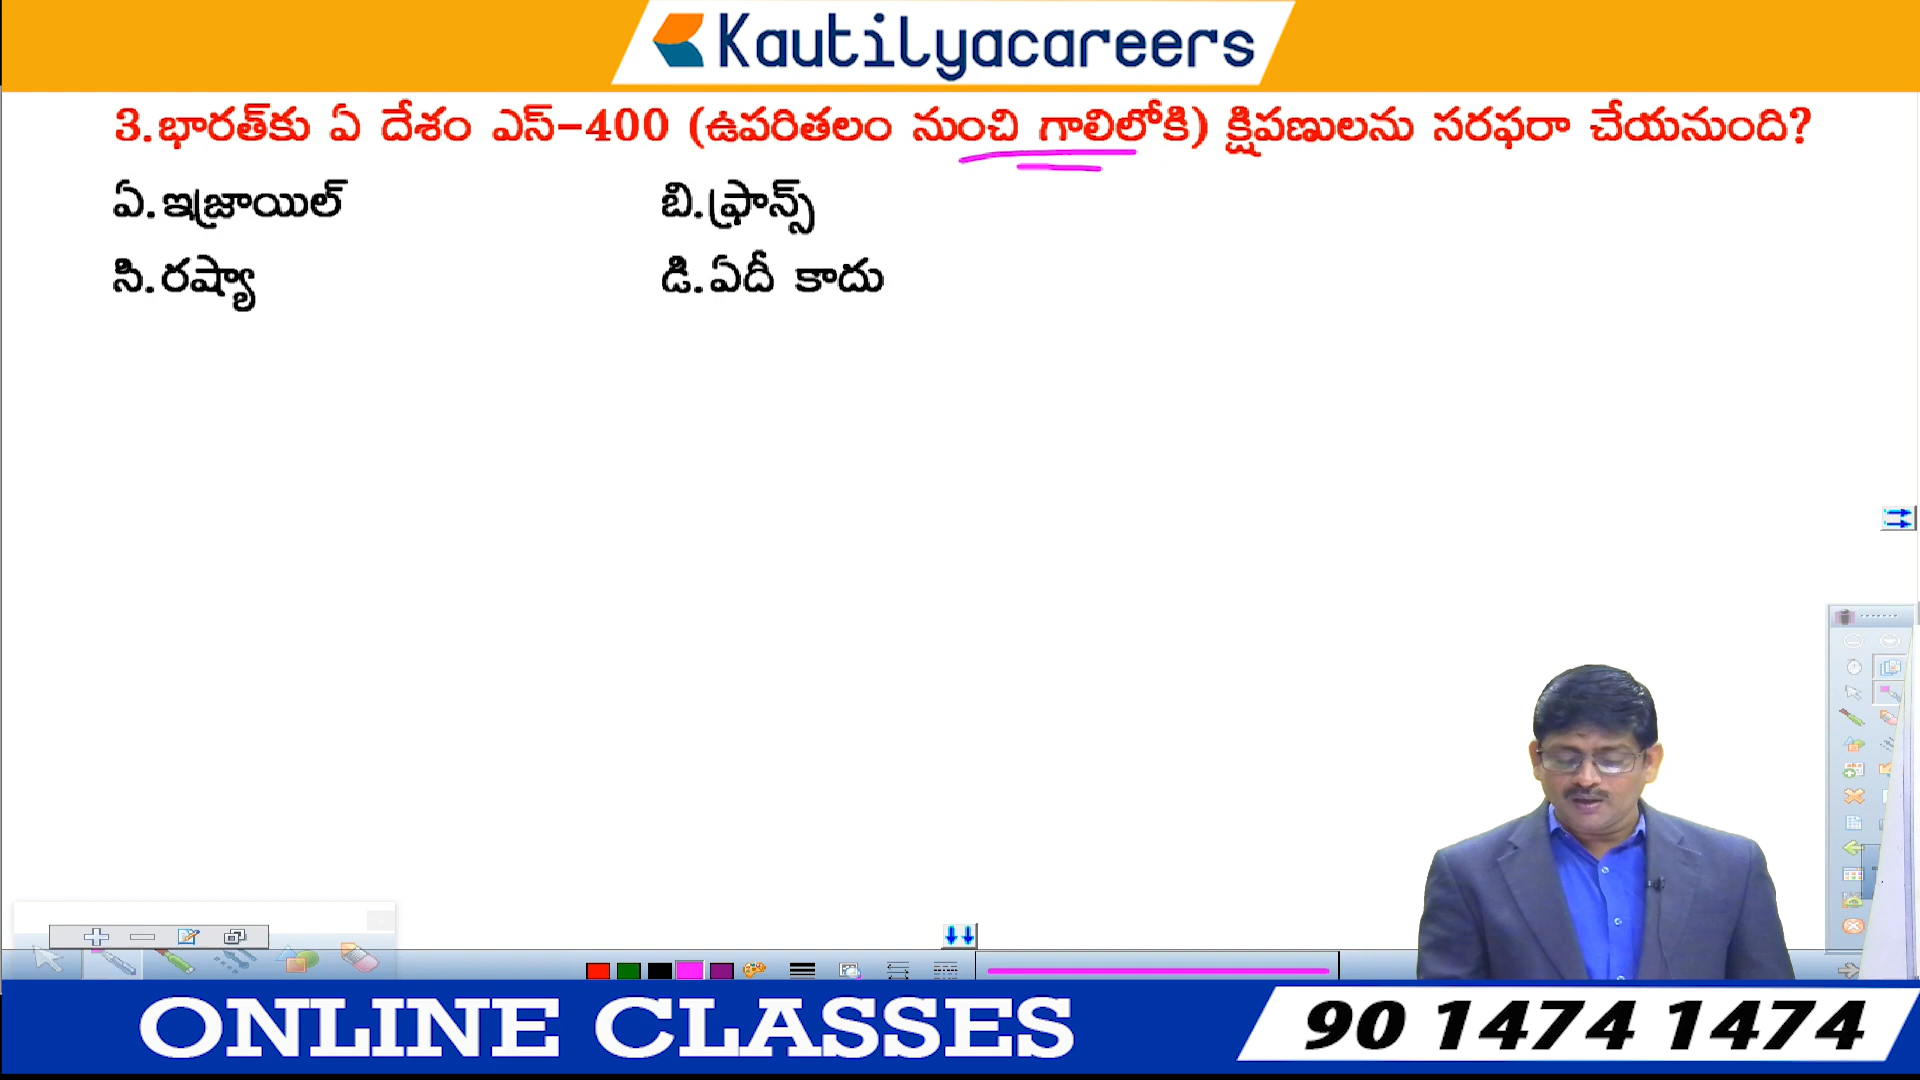 Kautilyacareers
3.భారత్‌కు ఏ దేశం ఎస్-400 (ఉపరితలం నుంచి గాలిలోకి) క్షిపణులను సరఫరా చేయనుంది?
ఏ.ఇజ్రాయిల్ బి.ఫ్రాన్స్
సి.రష్యా డి.ఏదీ కాదు
ONLINE CLASSES 90 1474 1474